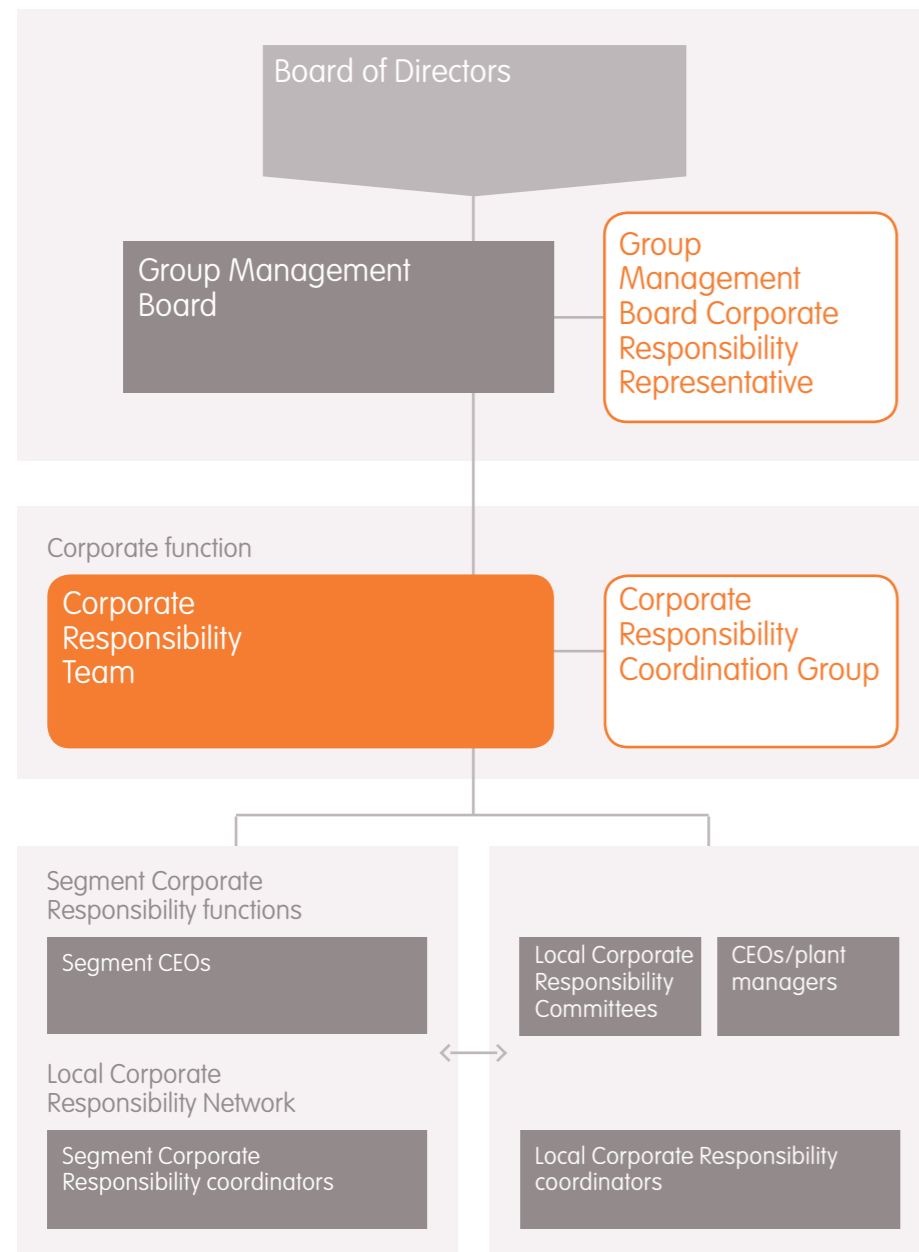 Board of Directors
Group Management
Board
Group
Management
Board Corporate
Responsibility
Representative
Corporate function
Corporate
Responsibility
Team
Corporate
Responsibility
Coordination Group
Segment Corporate
Responsibility functions
Segment CEOs
Local Corporate
Responsibility
Committees
CEOs/plant
managers
Local Corporate
Responsibility Network
Segment Corporate
Responsibility coordinators
Local Corporate Responsibility
coordinators